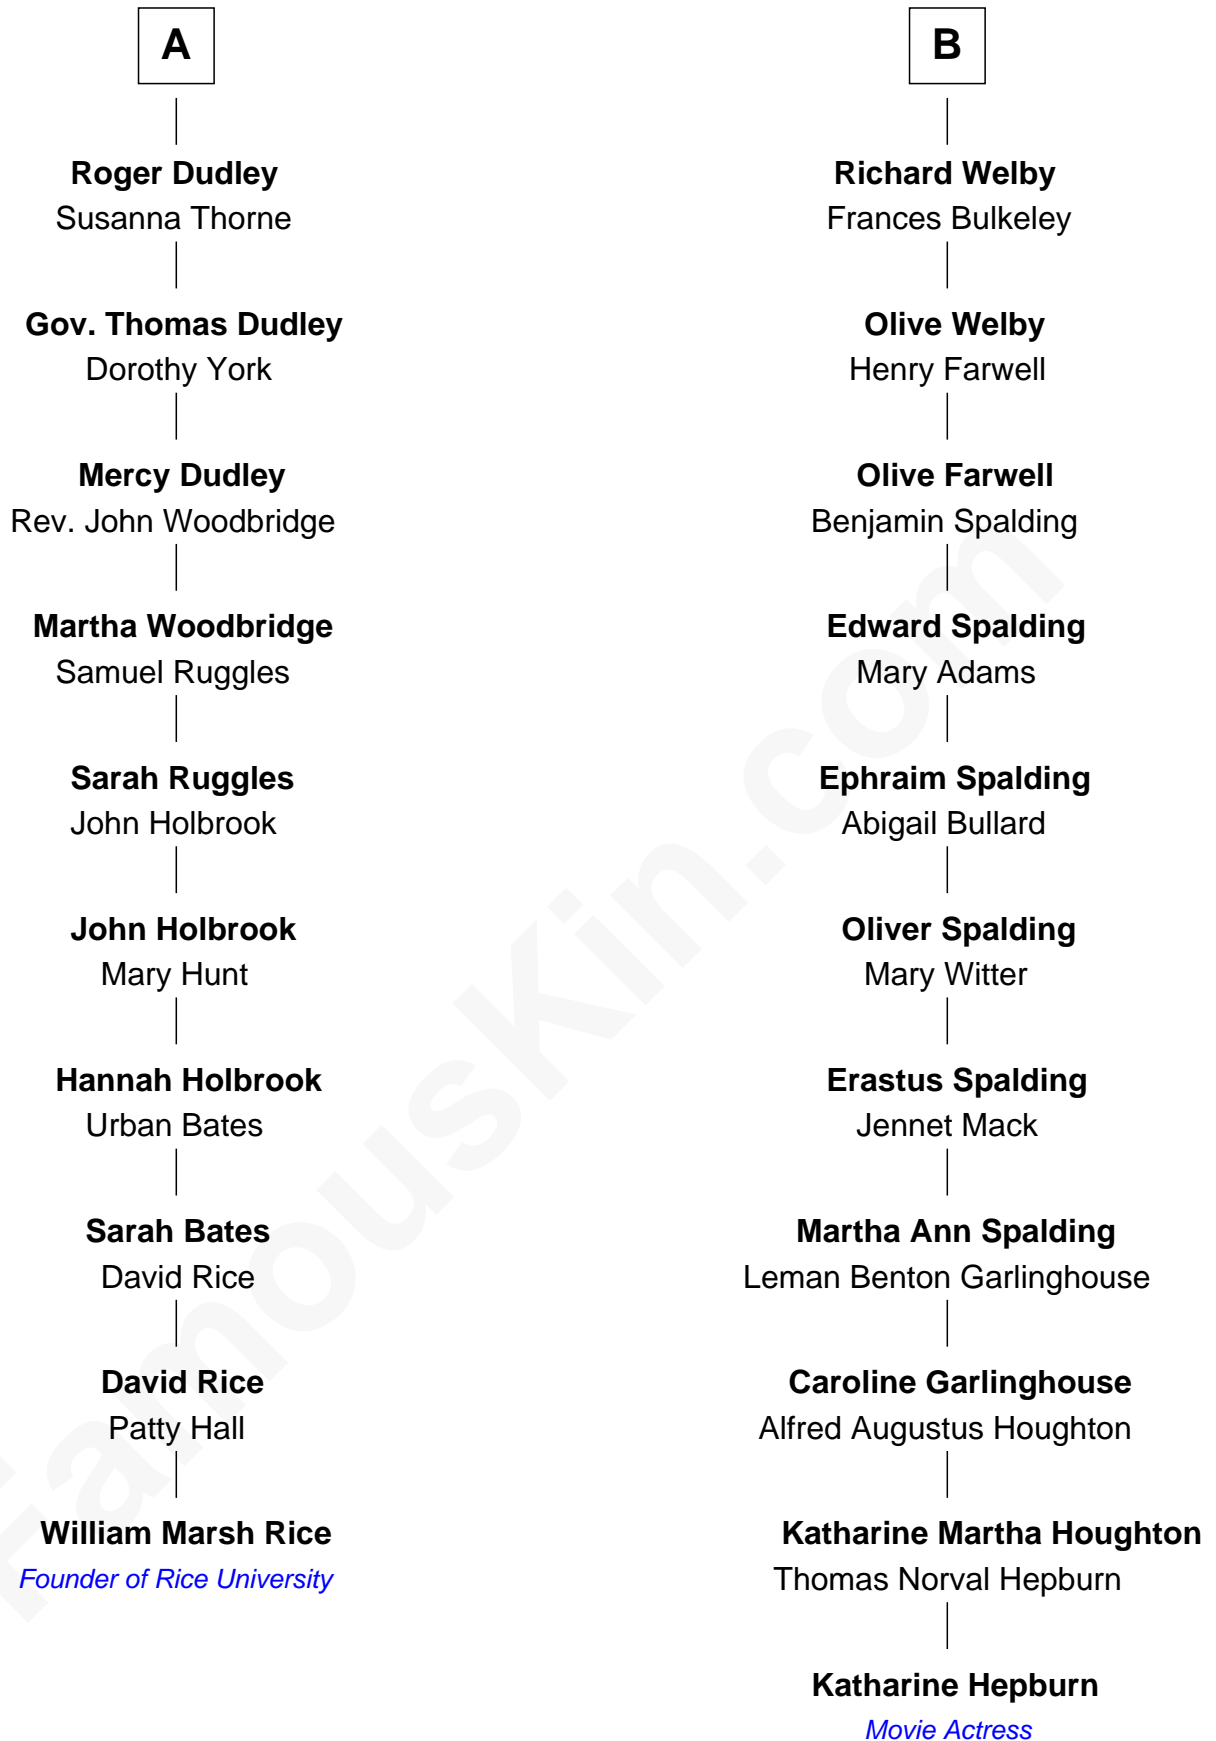 A
Roger Dudley
Susanna Thorne
Gov. Thomas Dudley
Dorothy York
Mercy Dudley
Rev. John Woodbridge
Martha Woodbridge
Samuel Ruggles
Sarah Ruggles
John Holbrook
John Holbrook
Mary Hunt
Hannah Holbrook
Urban Bates
Sarah Bates
David Rice
David Rice
Patty Hall
William Marsh Rice
Founder of Rice University
B
Richard Welby
Frances Bulkeley
Olive Welby
Henry Farwell
Olive Farwell
Benjamin Spalding
Edward Spalding
Mary Adams
Ephraim Spalding
Abigail Bullard
Oliver Spalding
Mary Witter
Erastus Spalding
Jennet Mack
Martha Ann Spalding
Leman Benton Garlinghouse
Caroline Garlinghouse
Alfred Augustus Houghton
Katharine Martha Houghton
Thomas Norval Hepburn
Katharine Hepburn
Movie Actress
FamousKin.com